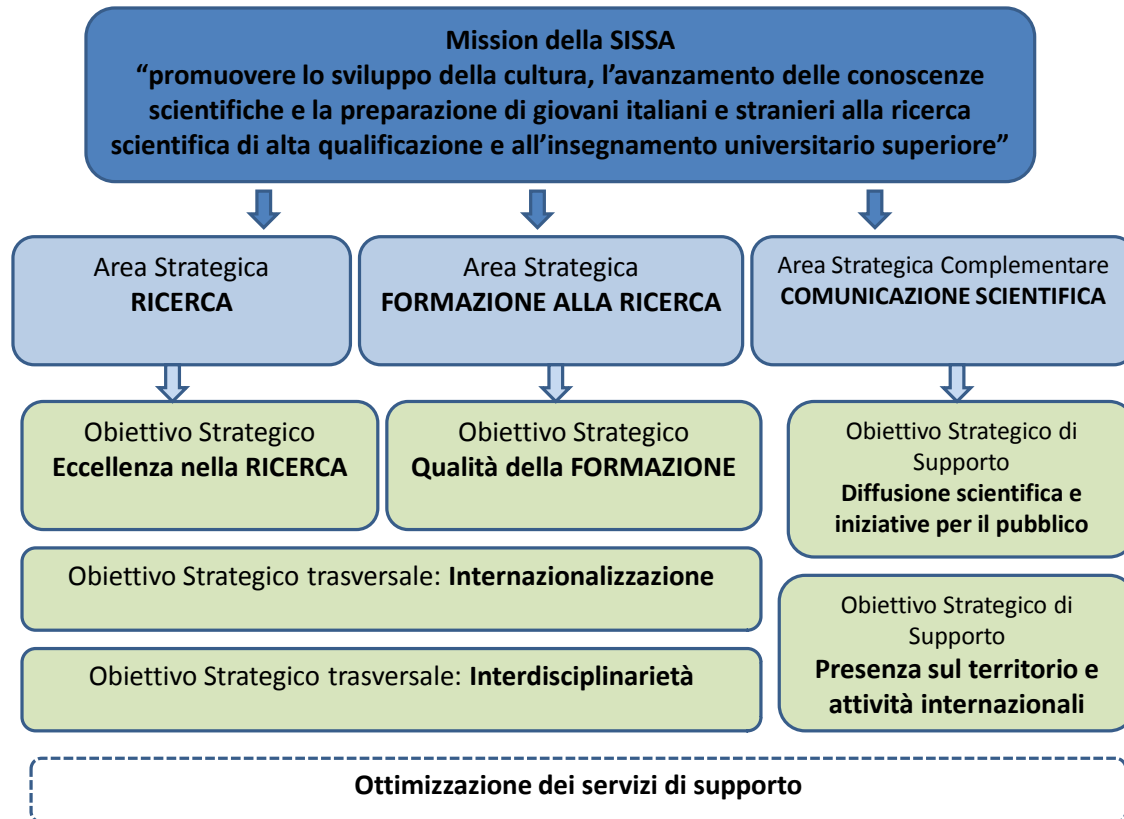 Mission della SISSA
“promuovere lo sviluppo della cultura, l’avanzamento delle conoscenze
scientifiche e la preparazione di giovani italiani e stranieri alla ricerca
scientifica di alta qualificazione e all’insegnamento universitario superiore”
Area Strategica
RICERCA
Area Strategica
FORMAZIONE ALLA RICERCA
Area Strategica Complementare
COMUNICAZIONE SCIENTIFICA
Obiettivo Strategico
Eccellenza nella RICERCA
Obiettivo Strategico
Qualità della FORMAZIONE
Obiettivo Strategico di
Supporto
Diffusione scientifica e
iniziative per il pubblico
Obiettivo Strategico trasversale: Internazionalizzazione
Obiettivo Strategico trasversale: Interdisciplinarietà
Obiettivo Strategico di
Supporto
Presenza sul territorio e
attività internazionali
Ottimizzazione dei servizi di supporto